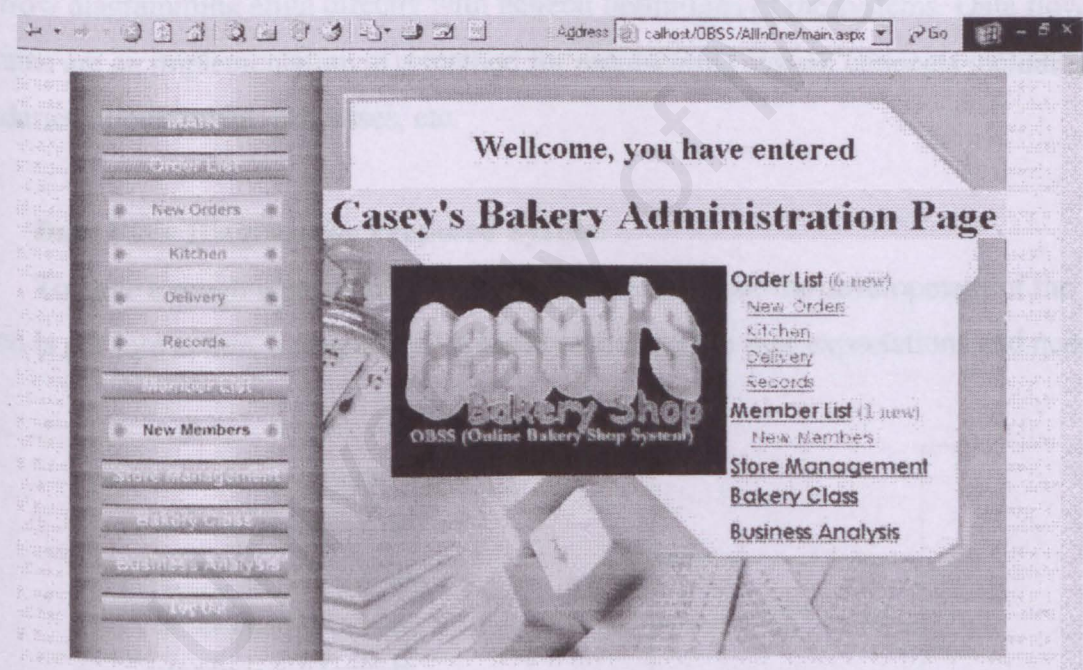 Address calhost/OBSS/AllInOne/main.aspx Go
MAIN
Order List
New Orders
Kitchen
Delivery
Records
Member List
New Members
Store Management
Bakery Class
Business Analysis
Log Out
Wellcome, you have entered
Casey's Bakery Administration Page
Casey's
Bakery Shop
OBSS (Online Bakery Shop System)
Order List (6 new)
New Orders
Kitchen
Delivery
Records
Member List (1 new)
New Members
Store Management
Bakery Class
Business Analysis